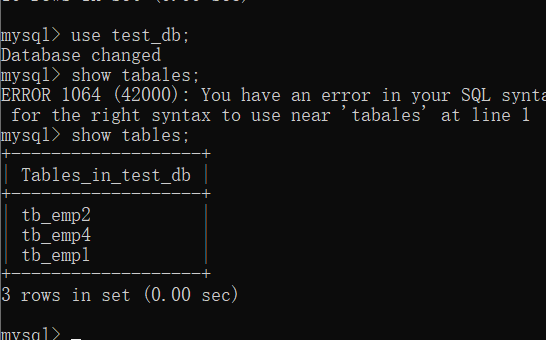 mysql> use test_db;
Database changed
mysql> show tabales;
ERROR 1064 (42000): You have an error in your SQL synta
for the right syntax to use near 'tabales' at line 1
mysql> show tables;
+-------------------+
| Tables_in_test_db |
+-------------------+
| tb_emp2 |
| tb_emp4 |
| tb_emp1 |
+-------------------+
3 rows in set (0.00 sec)
mysql> _